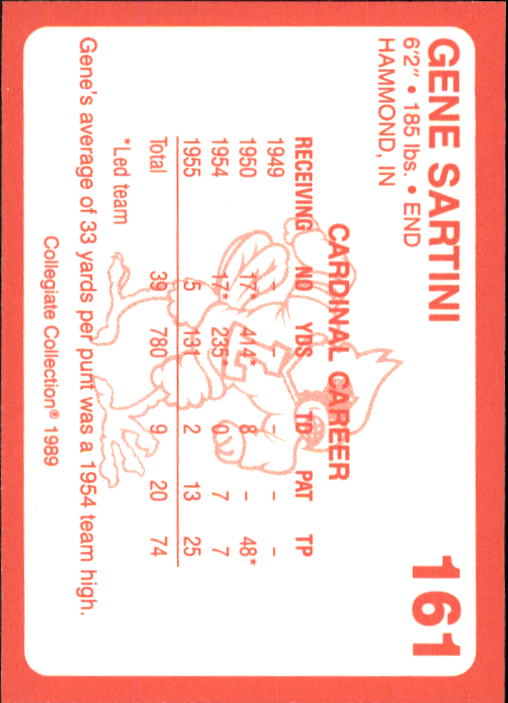 GENE SARTINI 161
6'2" • 185 lbs. • END
HAMMOND, IN
CARDINAL CAREER
RECEIVING NO YDS TD PAT TP
1949 - - - - -
1950 17* 414* 8 - 48*
1954 17* 235* 0 7 7
1955 5 131 2 13 25
Total 39 780 9 20 74
*Led team
Gene's average of 33 yards per punt was a 1954 team high.
Collegiate Collection® 1989